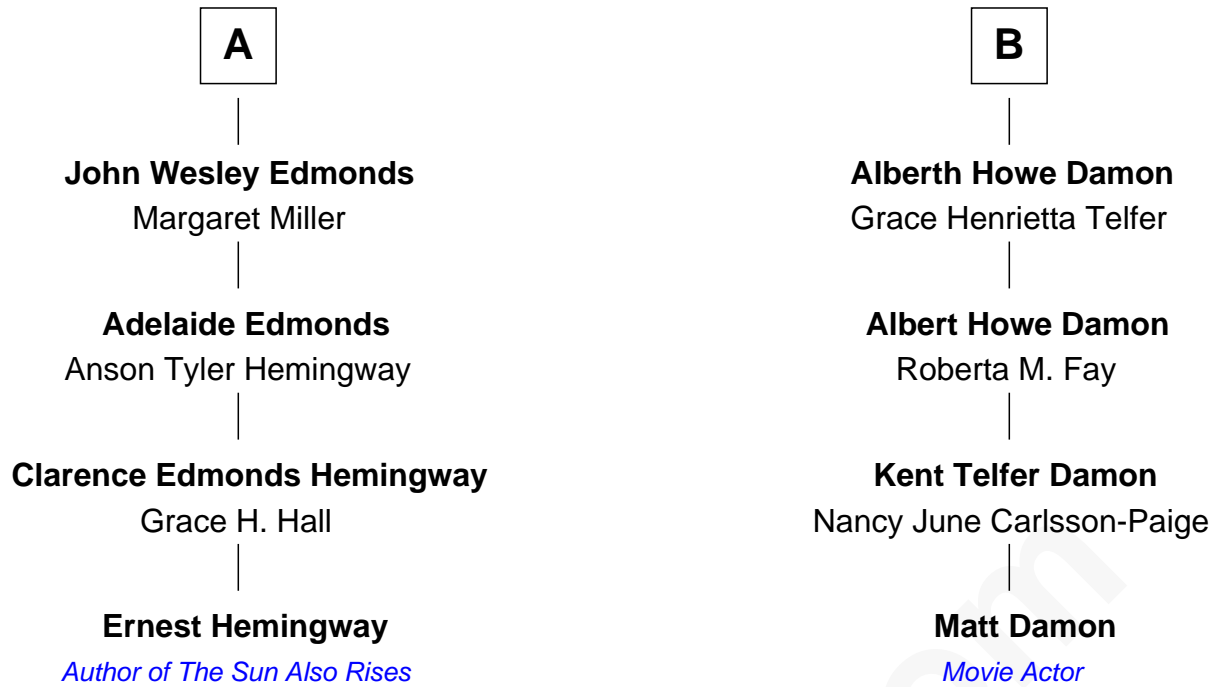 A
John Wesley Edmonds
Margaret Miller
Adelaide Edmonds
Anson Tyler Hemingway
Clarence Edmonds Hemingway
Grace H. Hall
Ernest Hemingway
Author of The Sun Also Rises
B
Alberth Howe Damon
Grace Henrietta Telfer
Albert Howe Damon
Roberta M. Fay
Kent Telfer Damon
Nancy June Carlsson-Paige
Matt Damon
Movie Actor